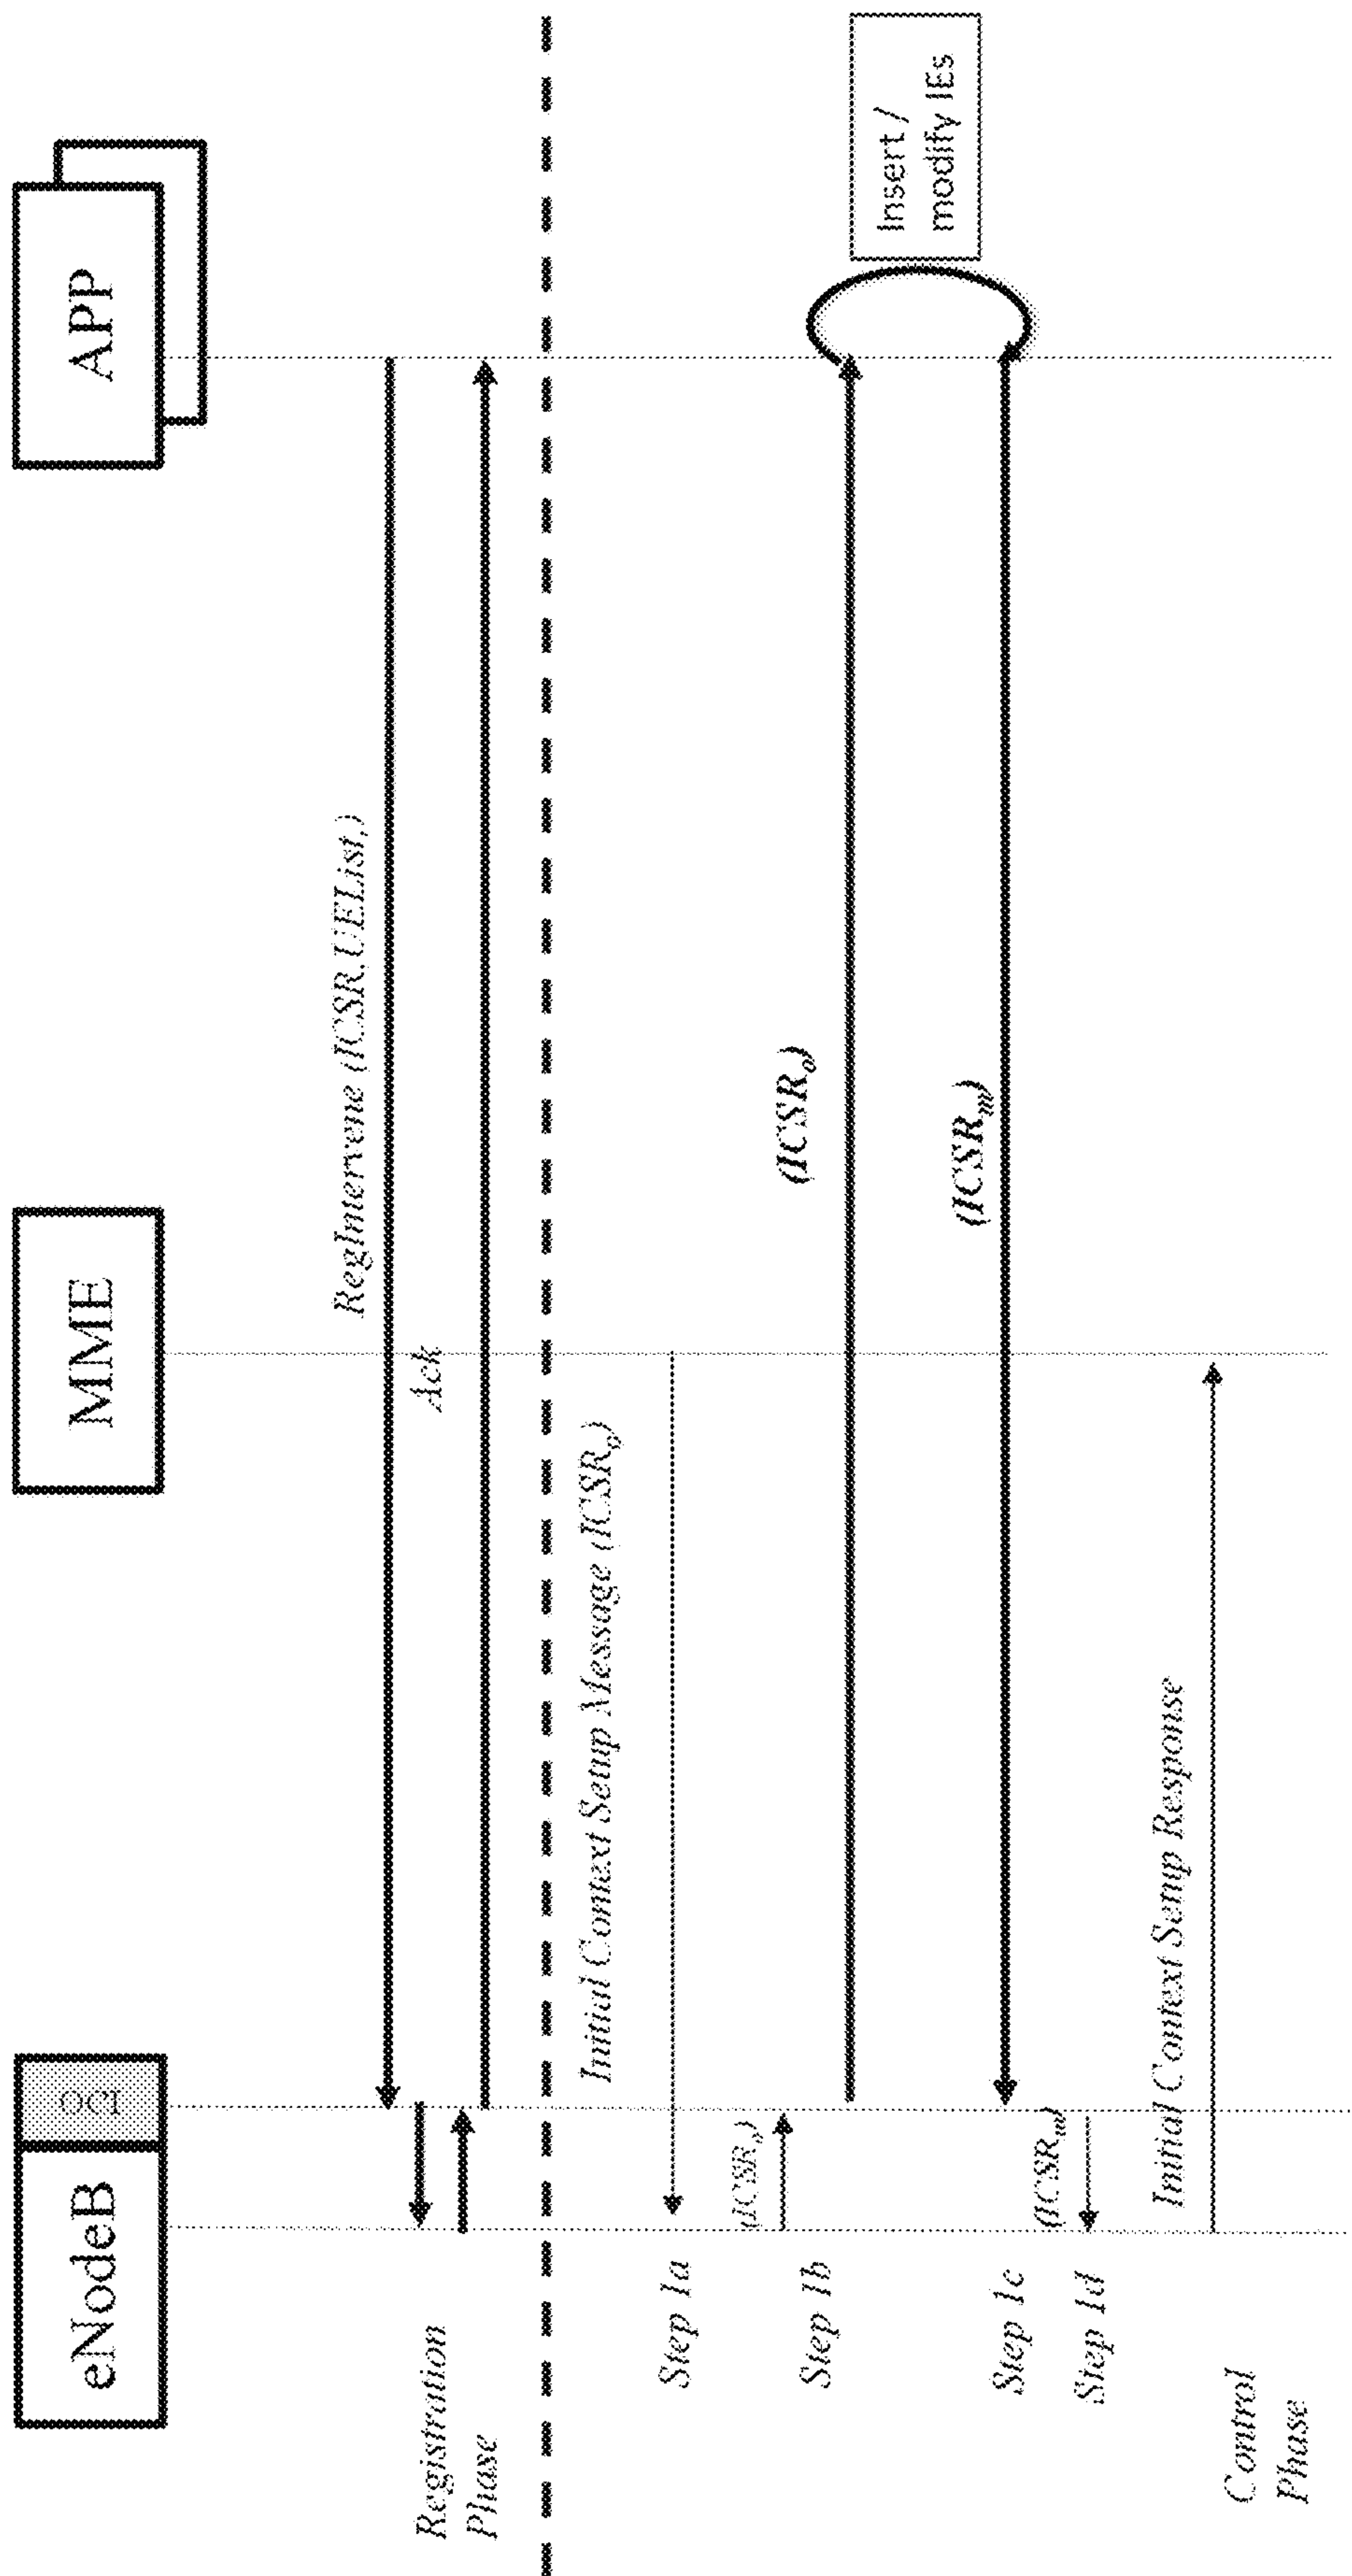 eNodeB
OCI
MME
APP
RegIntervene (ICSR,UEList,)
Ack
Registration
Phase
Initial Context Setup Message (ICSRo)
Step 1a
(ICSRo)
Step 1b
(ICSRo)
Insert /
modify IEs
(ICSRm)
Step 1c
(ICSRm)
Step 1d
Initial Context Setup Response
Control
Phase